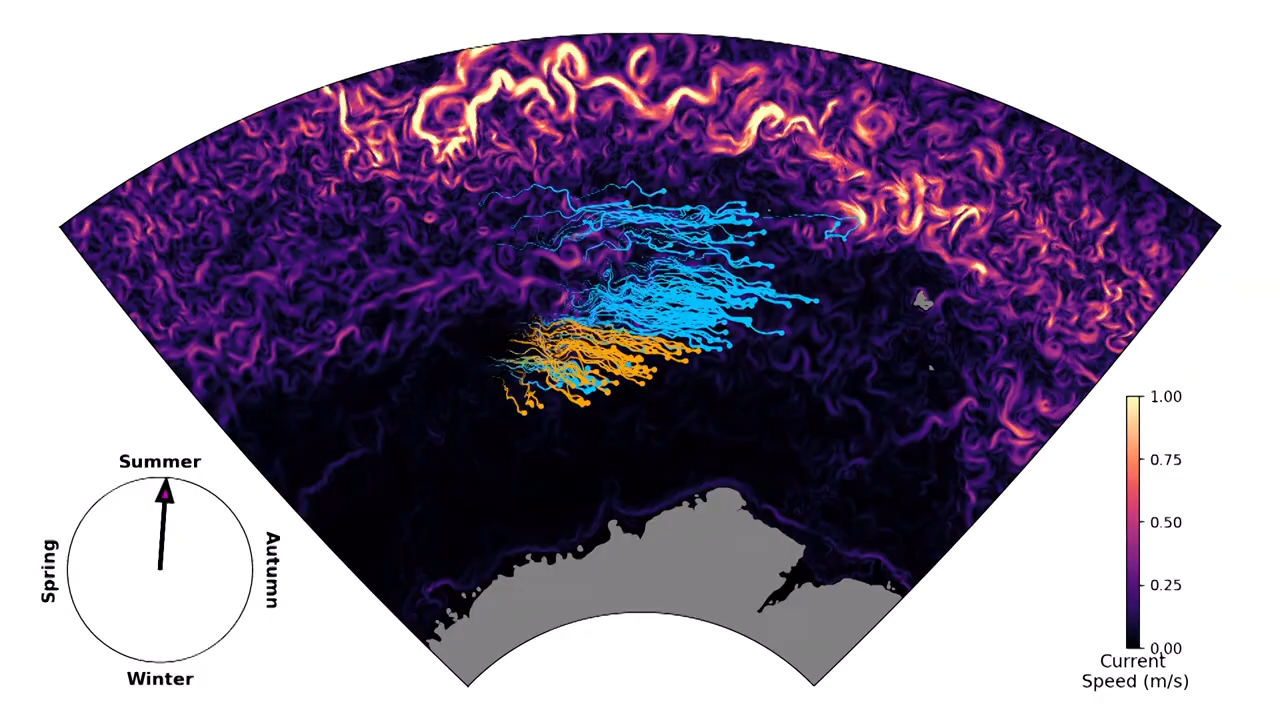 Summer
Spring
Autumn
Winter
1.00
0.75
0.50
0.25
0.00
Current
Speed (m/s)